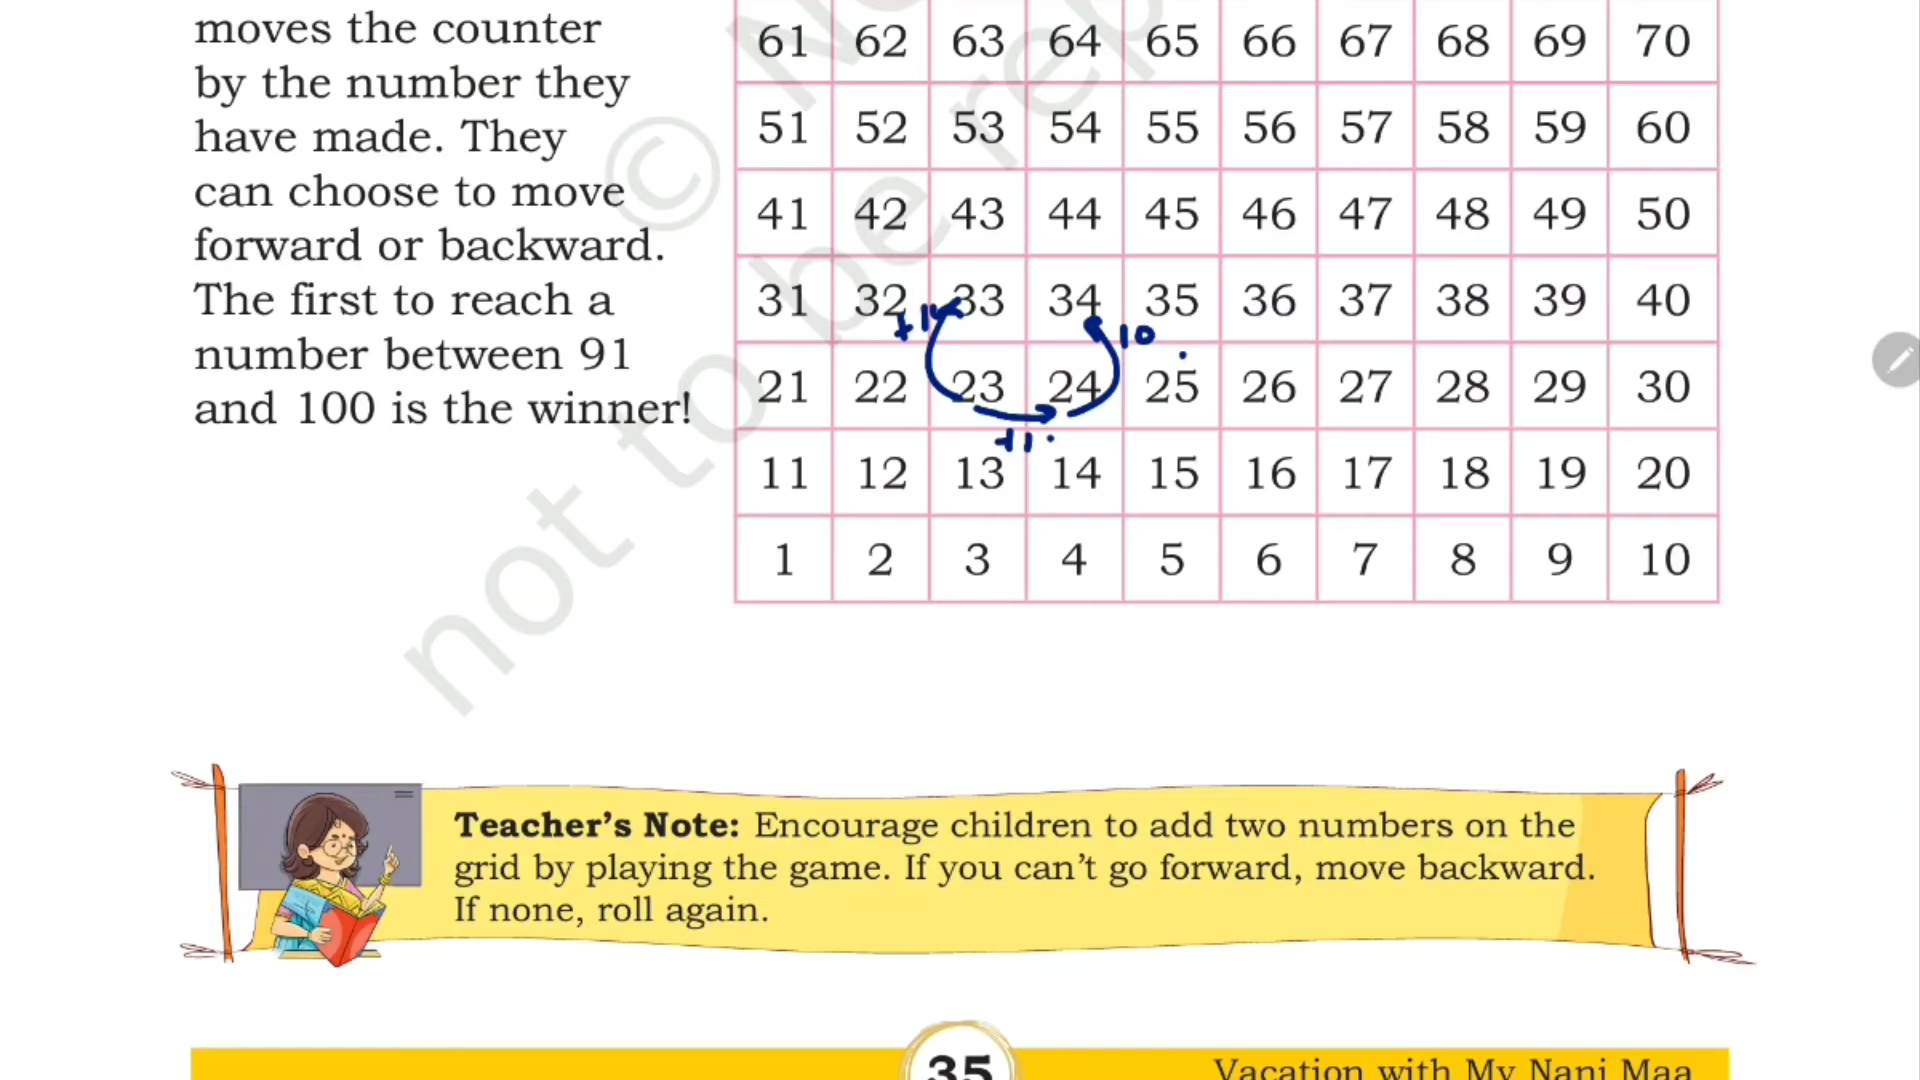 moves the counter
by the number they
have made. They
can choose to move
forward or backward.
The first to reach a
number between 91
and 100 is the winner!
61 62 63 64 65 66 67 68 69 70
51 52 53 54 55 56 57 58 59 60
41 42 43 44 45 46 47 48 49 50
31 32 33 34 35 36 37 38 39 40
10
21 22 23 24 25 26 27 28 29 30
+1
11 12 13 14 15 16 17 18 19 20
1 2 3 4 5 6 7 8 9 10
©
not to be
Teacher's Note: Encourage children to add two numbers on the
grid by playing the game. If you can't go forward, move backward.
If none, roll again.
35
Vacation with My Nani Maa